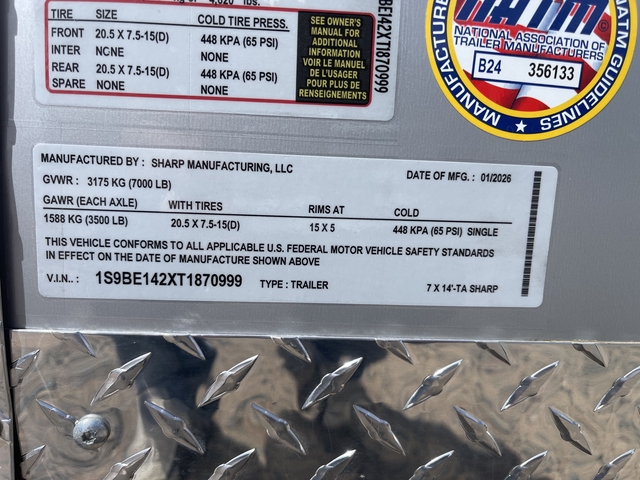 4,020 lbs.
TIRE SIZE COLD TIRE PRESS.
FRONT 20.5 X 7.5-15(D) 448 KPA (65 PSI)
INTER NONE NONE
REAR 20.5 X 7.5-15(D) 448 KPA (65 PSI)
SPARE NONE NONE
SEE OWNER'S
MANUAL FOR
ADDITIONAL
INFORMATION
VOIR LE MANUEL
DE L'USAGER
POUR PLUS DE
RENSEIGNEMENTS
BE142XT1870999
NATM
NATIONAL ASSOCIATION OF
TRAILER MANUFACTURERS
B24 356133
NATM GUIDELINES
MANUFACTURED BY : SHARP MANUFACTURING, LLC DATE OF MFG. : 01/2026
GVWR : 3175 KG (7000 LB)
GAWR (EACH AXLE) WITH TIRES RIMS AT COLD
1588 KG (3500 LB) 20.5 X 7.5-15(D) 15 X 5 448 KPA (65 PSI) SINGLE
THIS VEHICLE CONFORMS TO ALL APPLICABLE U.S. FEDERAL MOTOR VEHICLE SAFETY STANDARDS
IN EFFECT ON THE DATE OF MANUFACTURE SHOWN ABOVE
V.I.N.: 1S9BE142XT1870999 TYPE : TRAILER 7 X 14'-TA SHARP